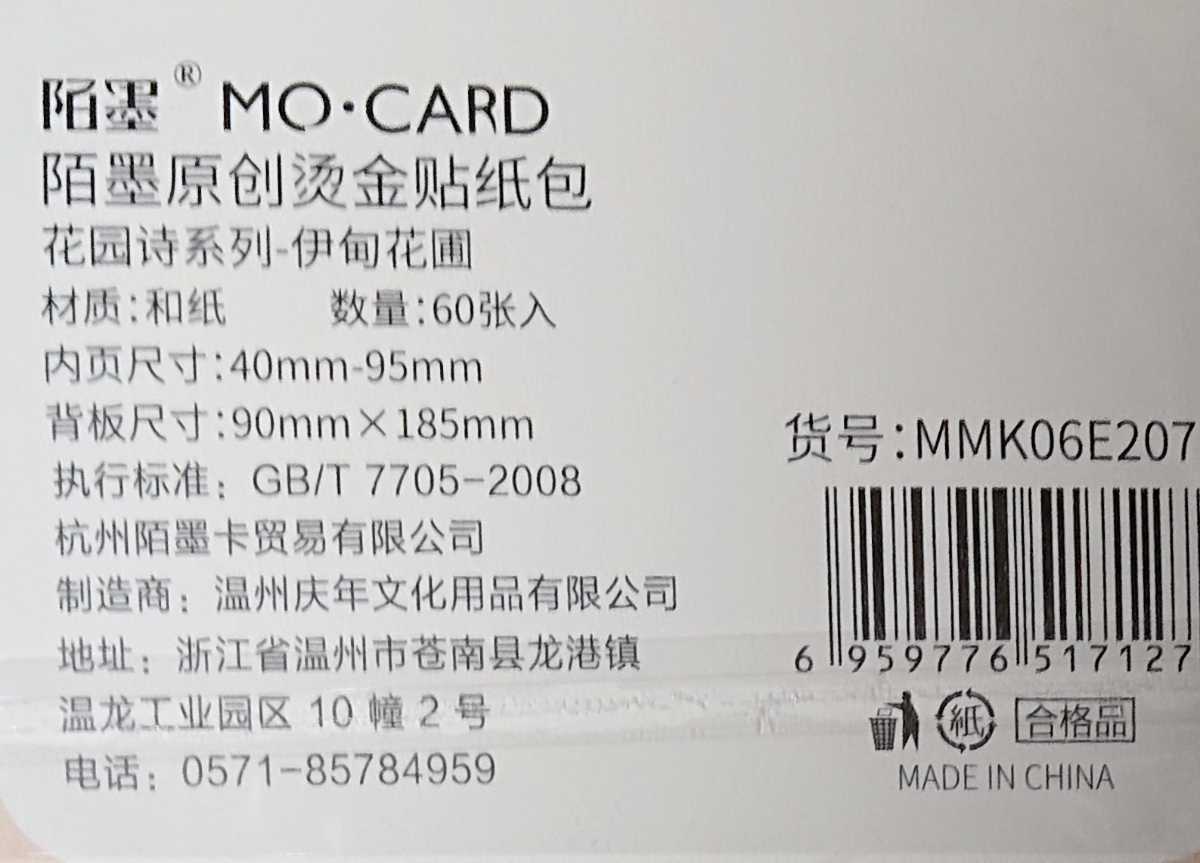 陌墨® MO·CARD
陌墨原创烫金贴纸包
花园诗系列-伊甸花圃
材质:和纸 数量:60张入
内页尺寸:40mm-95mm
背板尺寸:90mm×185mm
执行标准：GB/T 7705-2008
杭州陌墨卡贸易有限公司
制造商：温州庆年文化用品有限公司
地址：浙江省温州市苍南县龙港镇
温龙工业园区 10 幢 2 号
电话：0571-85784959
货号:MMK06E207
6 959776 517127
紙 合格品
MADE IN CHINA